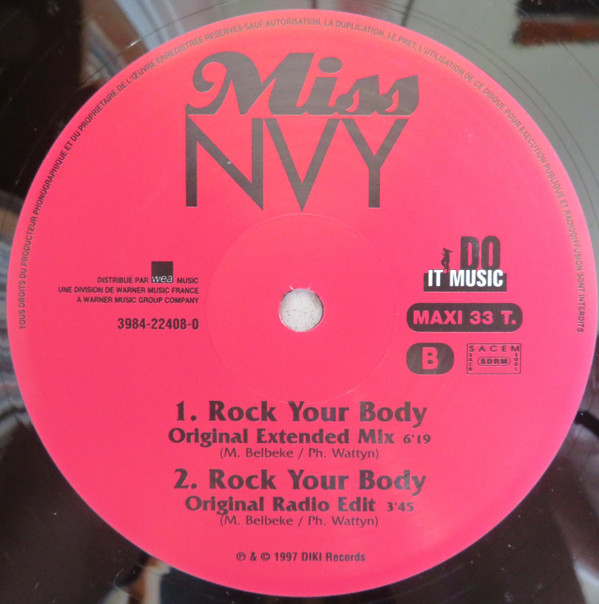 TOUS DROITS DU PRODUCTEUR PHONOGRAPHIQUE ET DU PROPRIETAIRE DE L'ŒUVRE ENREGISTREE RESERVES SAUF AUTORISATION, LA DUPLICATION, LE PRET, L'UTILISATION DE CE DISQUE POUR EXECUTION PUBLIQUE ET RADIODIFFUSION SONT INTERDITS
Miss
NVY
DO
IT MUSIC
DISTRIBUE PAR wea MUSIC
UNE DIVISION DE WARNER MUSIC FRANCE
A WARNER MUSIC GROUP COMPANY
3984-22408-0
MAXI 33 T.
B
SACEM
SACD SDRM SGDL
1. Rock Your Body
Original Extended Mix 6'19
(M. Belbeke / Ph. Wattyn)
2. Rock Your Body
Original Radio Edit 3'45
(M. Belbeke / Ph. Wattyn)
℗ & © 1997 DIKI Records